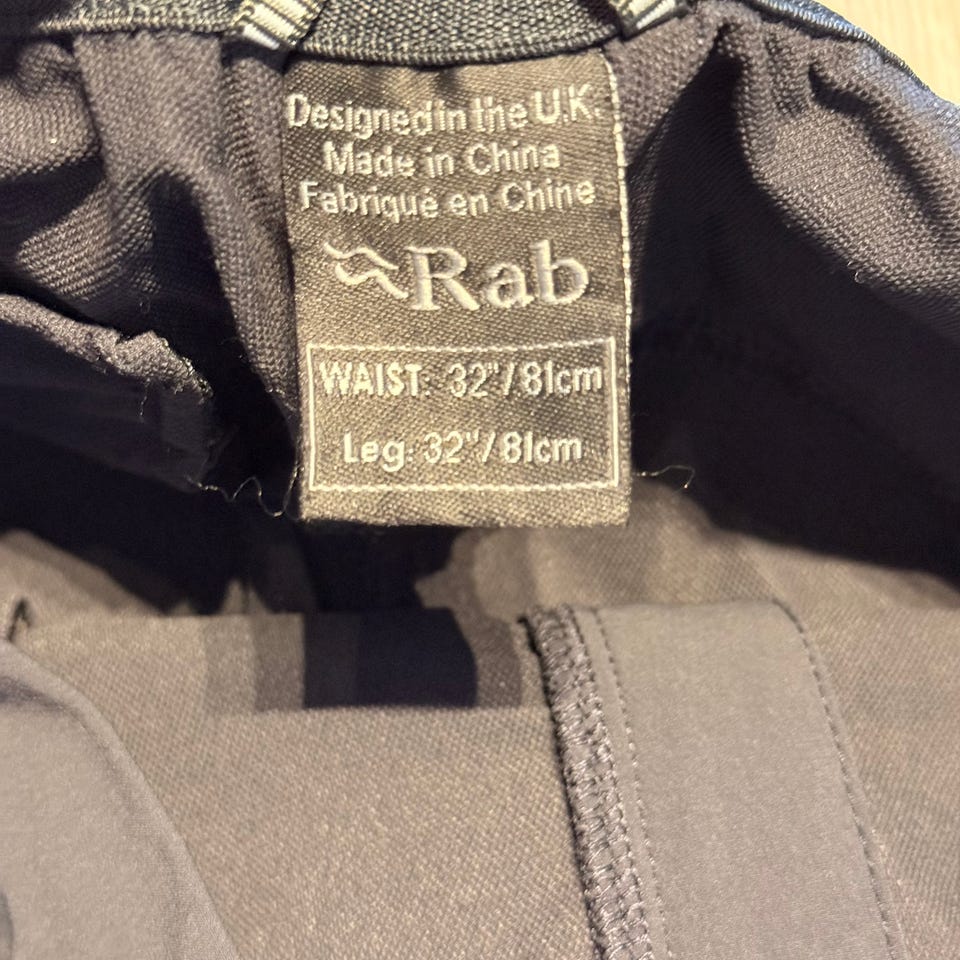 Designed in the U.K.
Made in China
Fabriqué en Chine
Rab
WAIST: 32"/81cm
Leg: 32"/81cm